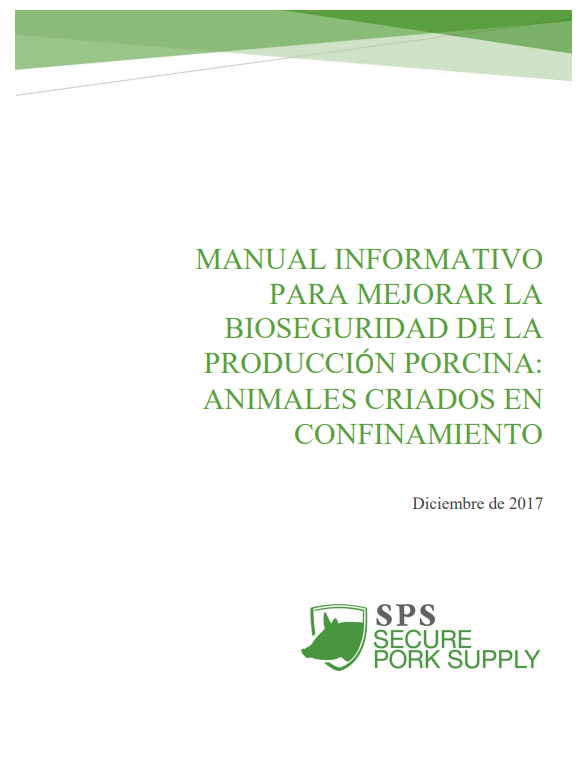 MANUAL INFORMATIVO
PARA MEJORAR LA
BIOSEGURIDAD DE LA
PRODUCCIÓN PORCINA:
ANIMALES CRIADOS EN
CONFINAMIENTO
Diciembre de 2017
SPS
SECURE
PORK SUPPLY